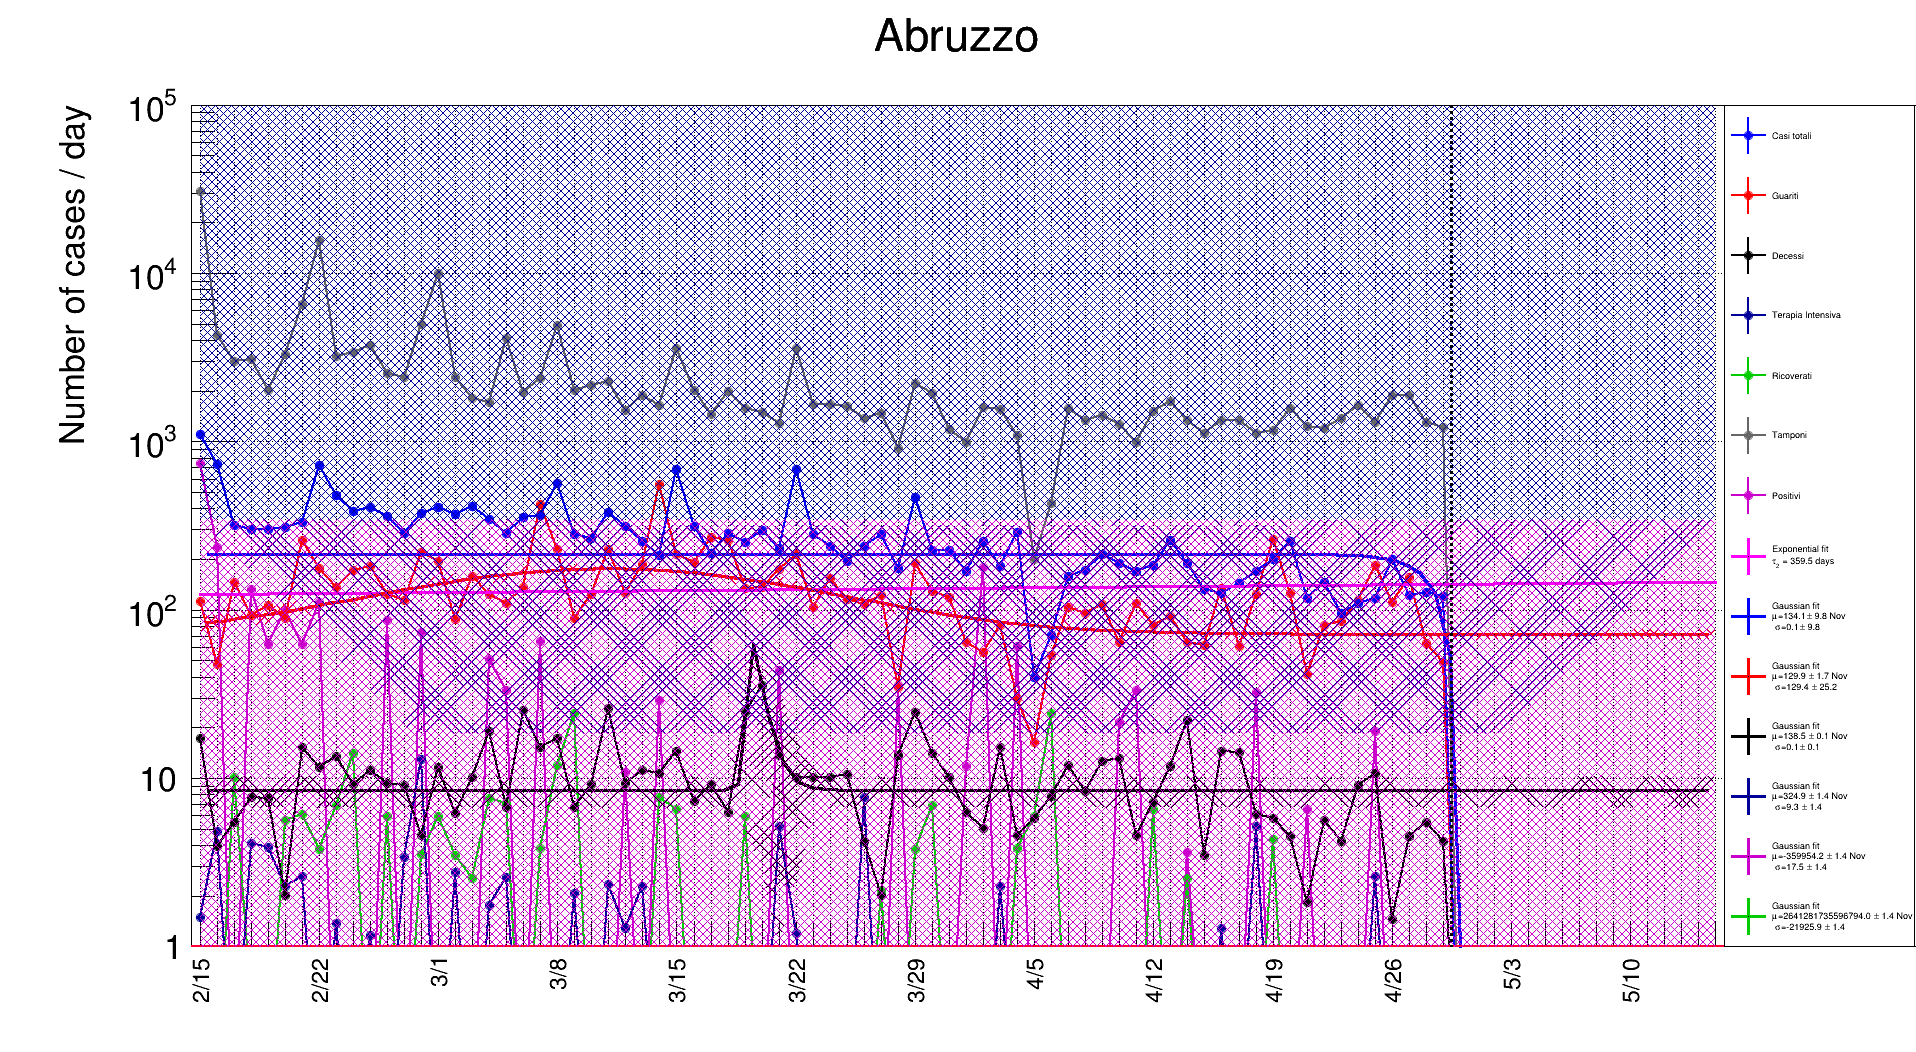 Abruzzo
Number of cases / day
10^5
10^4
10^3
10^2
10
1
2/15
2/22
3/1
3/8
3/15
3/22
3/29
4/5
4/12
4/19
4/26
5/3
5/10
Casi totali
Guariti
Decessi
Terapia Intensiva
Ricoverati
Tamponi
Positivi
Exponential fit
τ_2 = 359.5 days
Gaussian fit
μ=134.1 ± 9.8 Nov
σ=0.1 ± 9.8
Gaussian fit
μ=129.9 ± 1.7 Nov
σ=129.4 ± 25.2
Gaussian fit
μ=138.5 ± 0.1 Nov
σ=0.1 ± 0.1
Gaussian fit
μ=324.9 ± 1.4 Nov
σ=9.3 ± 1.4
Gaussian fit
μ=-359954.2 ± 1.4 Nov
σ=17.5 ± 1.4
Gaussian fit
μ=2641281735596794.0 ± 1.4 Nov
σ=-21925.9 ± 1.4